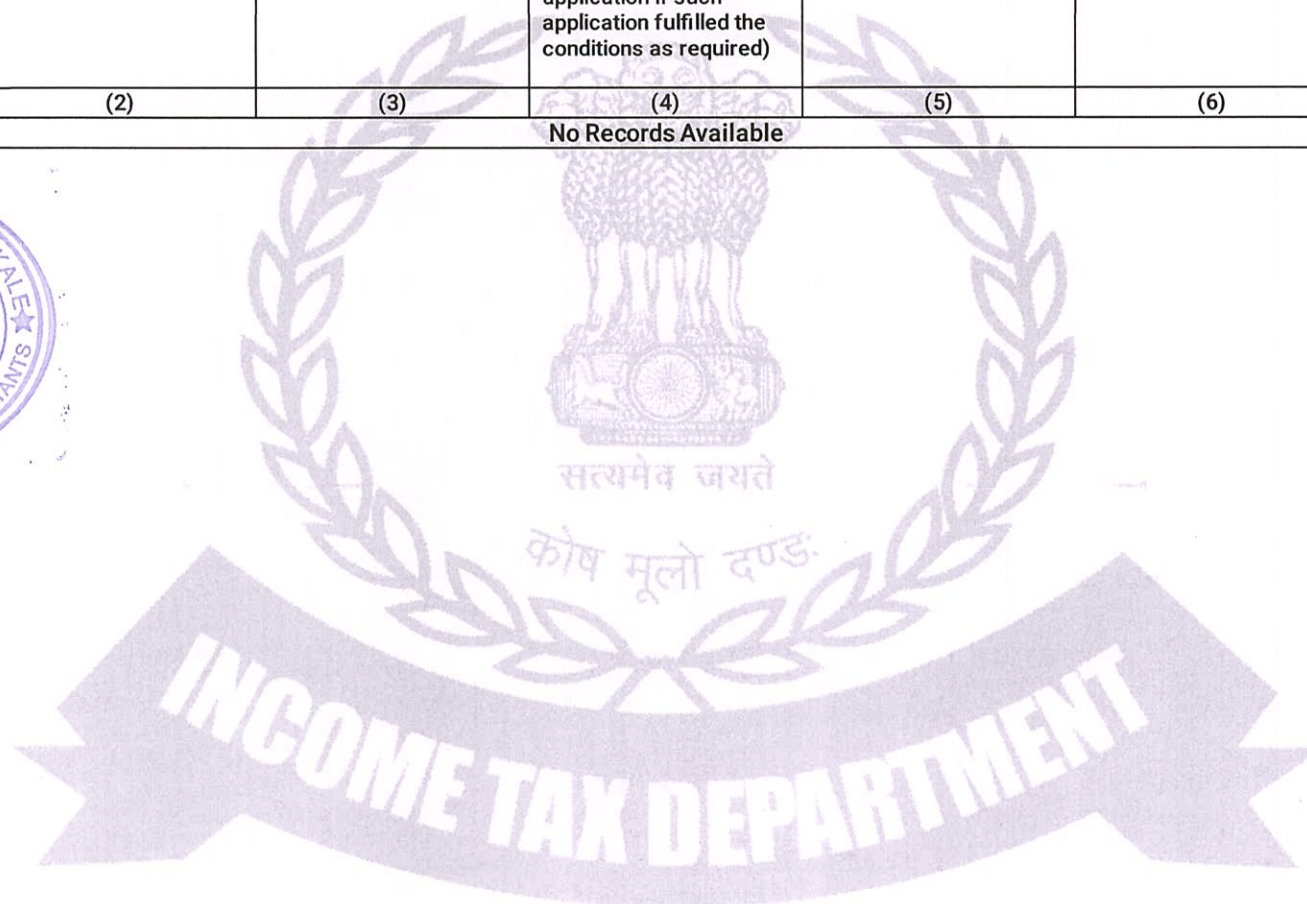 application if such
application fulfilled the
conditions as required)
(2) (3) (4) (5) (6)
No Records Available
सत्यमेव जयते
कोष मूलो दण्डः
INCOME TAX DEPARTMENT